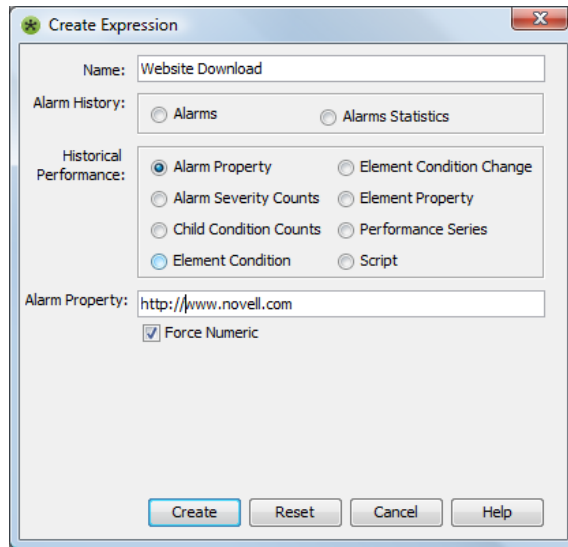 Create Expression
Name: Website Download
Alarm History: Alarms Alarms Statistics
Historical Performance: Alarm Property Element Condition Change
Alarm Severity Counts Element Property
Child Condition Counts Performance Series
Element Condition Script
Alarm Property: http://www.novell.com
Force Numeric
Create Reset Cancel Help